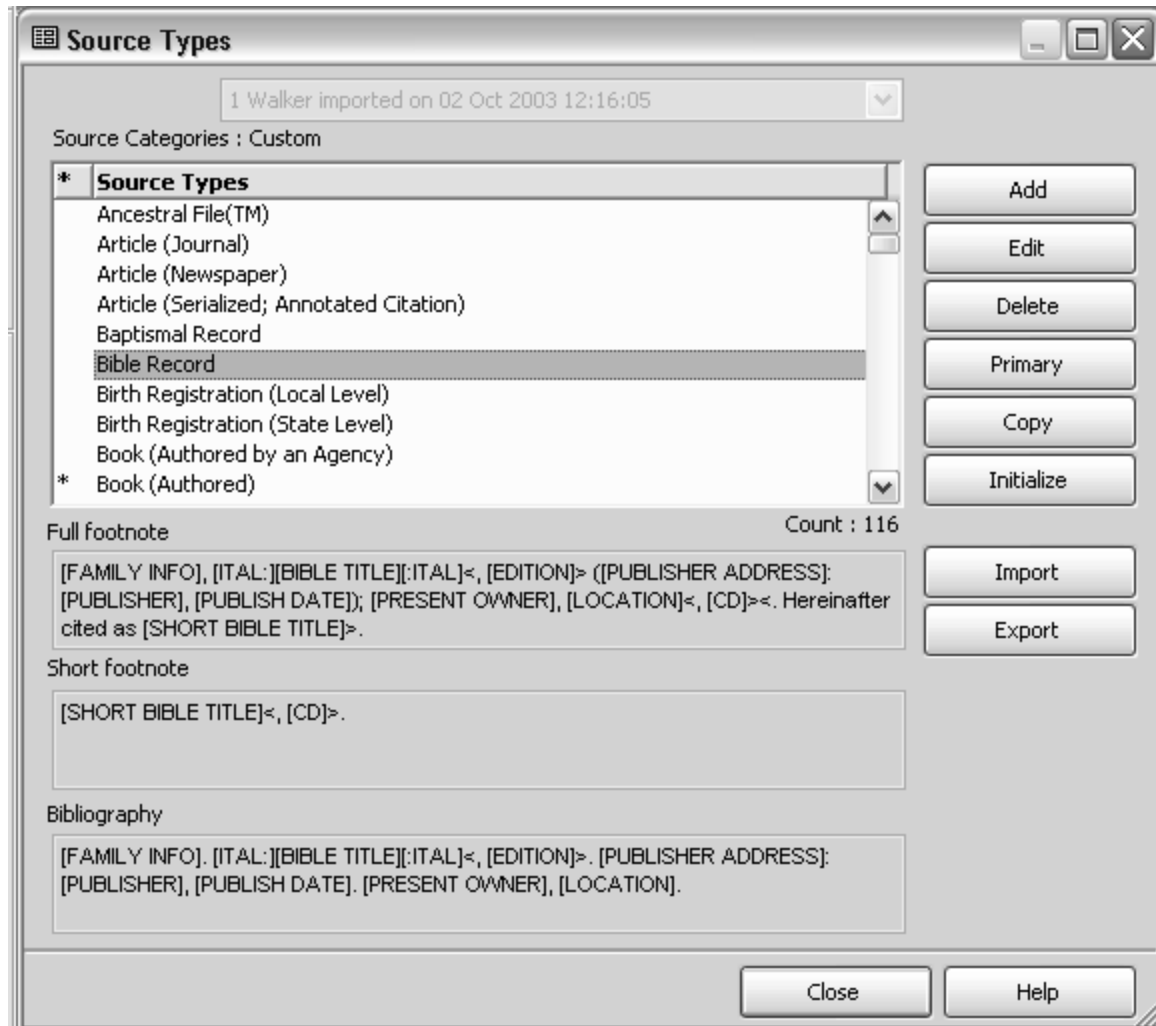 Source Types
1 Walker imported on 02 Oct 2003 12:16:05
Source Categories : Custom
* Source Types
Ancestral File(TM)
Article (Journal)
Article (Newspaper)
Article (Serialized; Annotated Citation)
Baptismal Record
Bible Record
Birth Registration (Local Level)
Birth Registration (State Level)
Book (Authored by an Agency)
* Book (Authored)
Add
Edit
Delete
Primary
Copy
Initialize
Count : 116
Import
Export
Full footnote
[FAMILY INFO], [ITAL:][BIBLE TITLE][:ITAL]<, [EDITION]> ([PUBLISHER ADDRESS]:
[PUBLISHER], [PUBLISH DATE]); [PRESENT OWNER], [LOCATION]<, [CD]><. Hereinafter
cited as [SHORT BIBLE TITLE]>.
Short footnote
[SHORT BIBLE TITLE]<, [CD]>.
Bibliography
[FAMILY INFO]. [ITAL:][BIBLE TITLE][:ITAL]<, [EDITION]>. [PUBLISHER ADDRESS]:
[PUBLISHER], [PUBLISH DATE]. [PRESENT OWNER], [LOCATION].
Close
Help